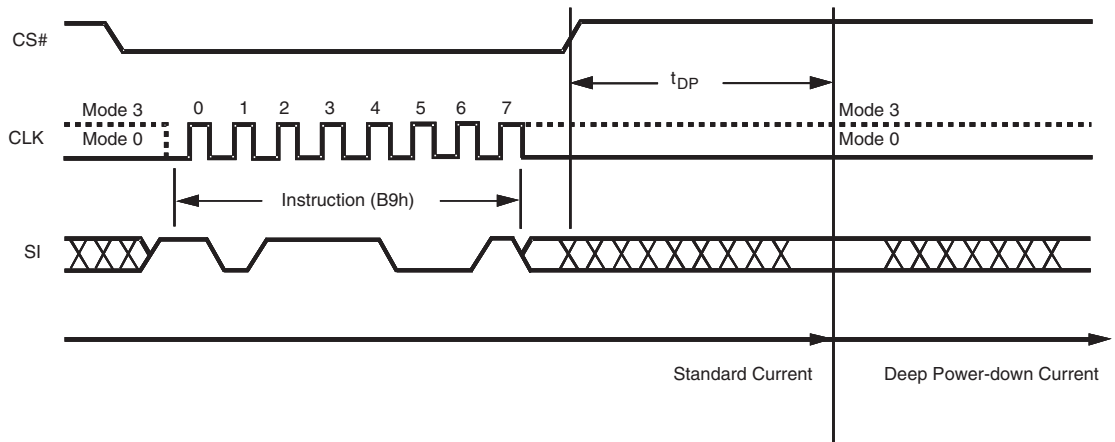 CS#
tDP
Mode 3 0 1 2 3 4 5 6 7 Mode 3
CLK Mode 0 Mode 0
Instruction (B9h)
SI
Standard Current Deep Power-down Current